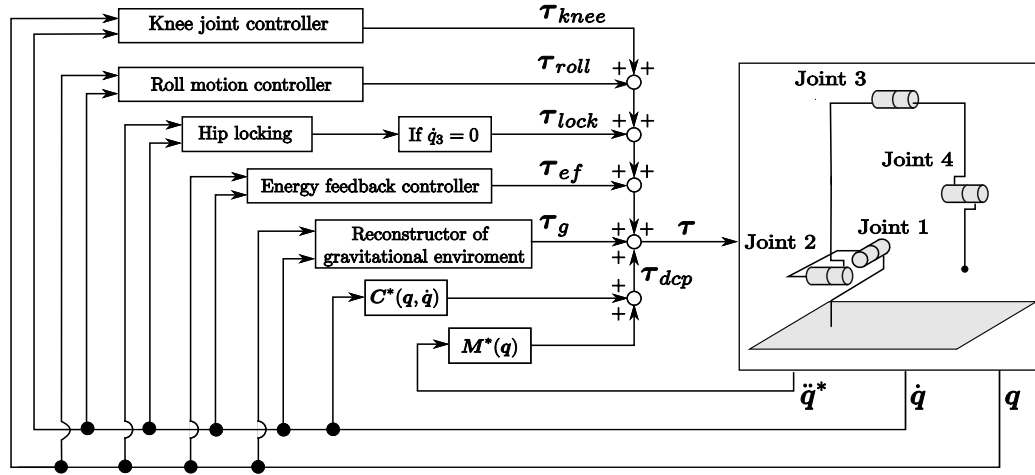 Knee joint controller
τ_knee
Roll motion controller
τ_roll
+ +
Hip locking
If q̇₃ = 0
τ_lock
+ +
Energy feedback controller
τ_ef
+ +
Reconstructor of
gravitational enviroment
τ_g
+ +
+
τ
C*(q, q̇)
τ_dcp
+
+
M*(q)
Joint 3
Joint 4
Joint 2
Joint 1
q̈*
q̇
q